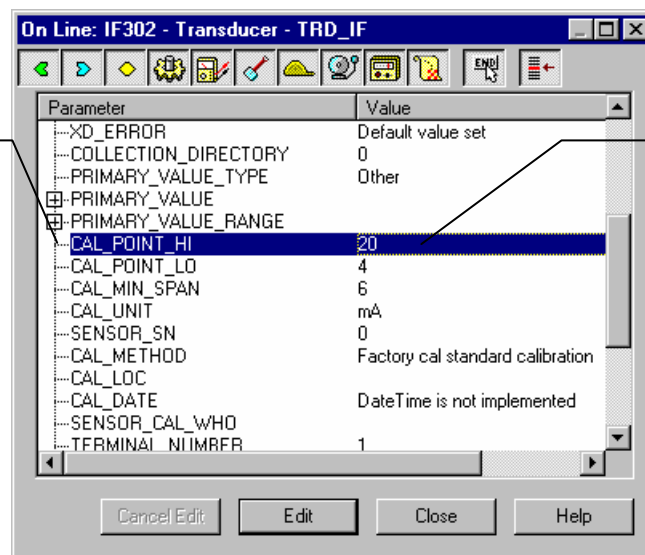 On Line: IF302 - Transducer - TRD_IF
END
Parameter Value
XD_ERROR Default value set
COLLECTION_DIRECTORY 0
PRIMARY_VALUE_TYPE Other
PRIMARY_VALUE
PRIMARY_VALUE_RANGE
CAL_POINT_HI 20
CAL_POINT_LO 4
CAL_MIN_SPAN 6
CAL_UNIT mA
SENSOR_SN 0
CAL_METHOD Factory cal standard calibration
CAL_LOC
CAL_DATE DateTime is not implemented
SENSOR_CAL_WHO
TERMINAL_NUMBER 1
Cancel Edit Edit Close Help